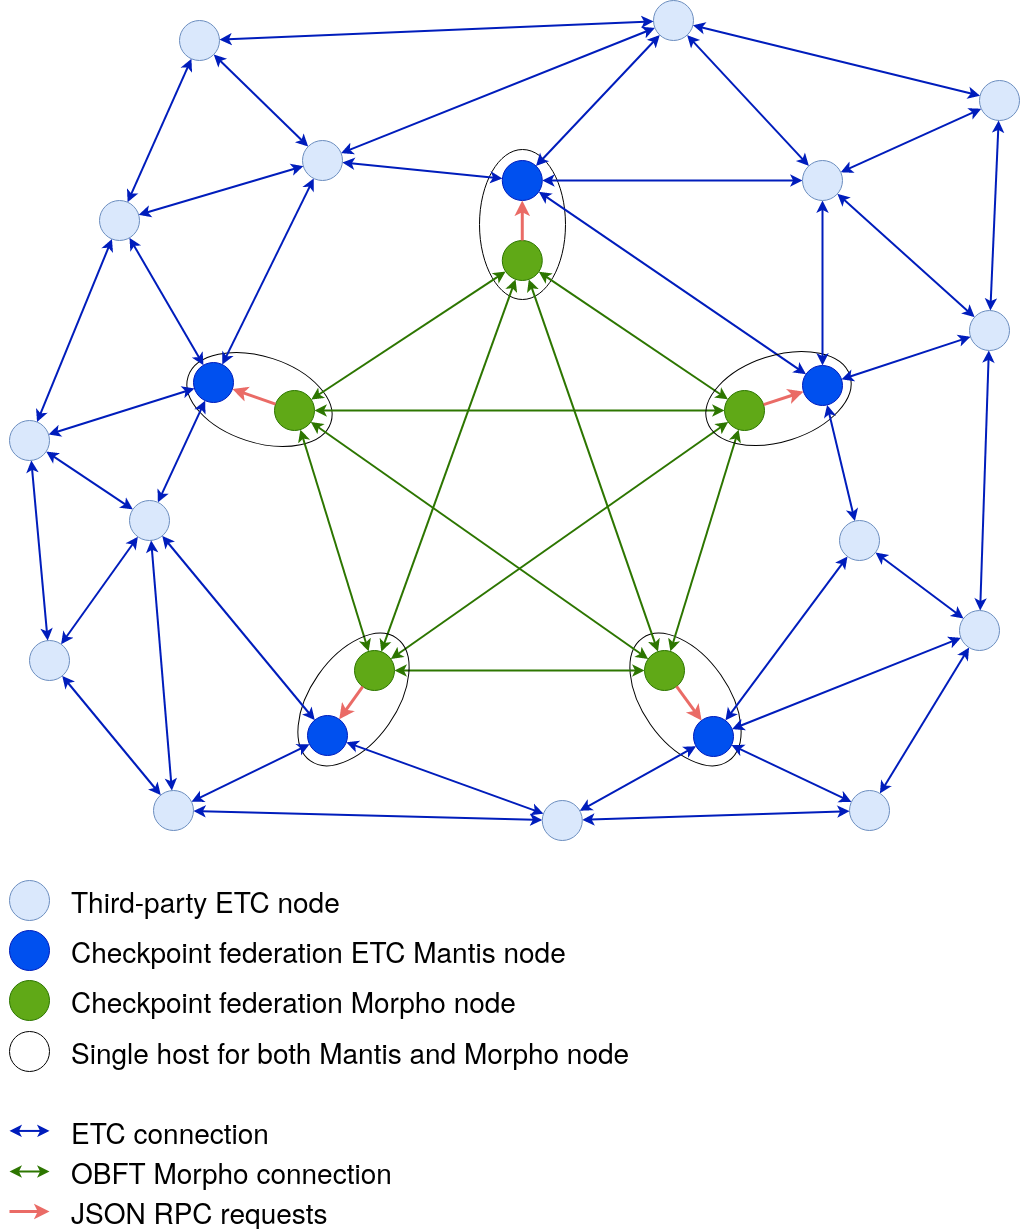 Third-party ETC node
Checkpoint federation ETC Mantis node
Checkpoint federation Morpho node
Single host for both Mantis and Morpho node
ETC connection
OBFT Morpho connection
JSON RPC requests